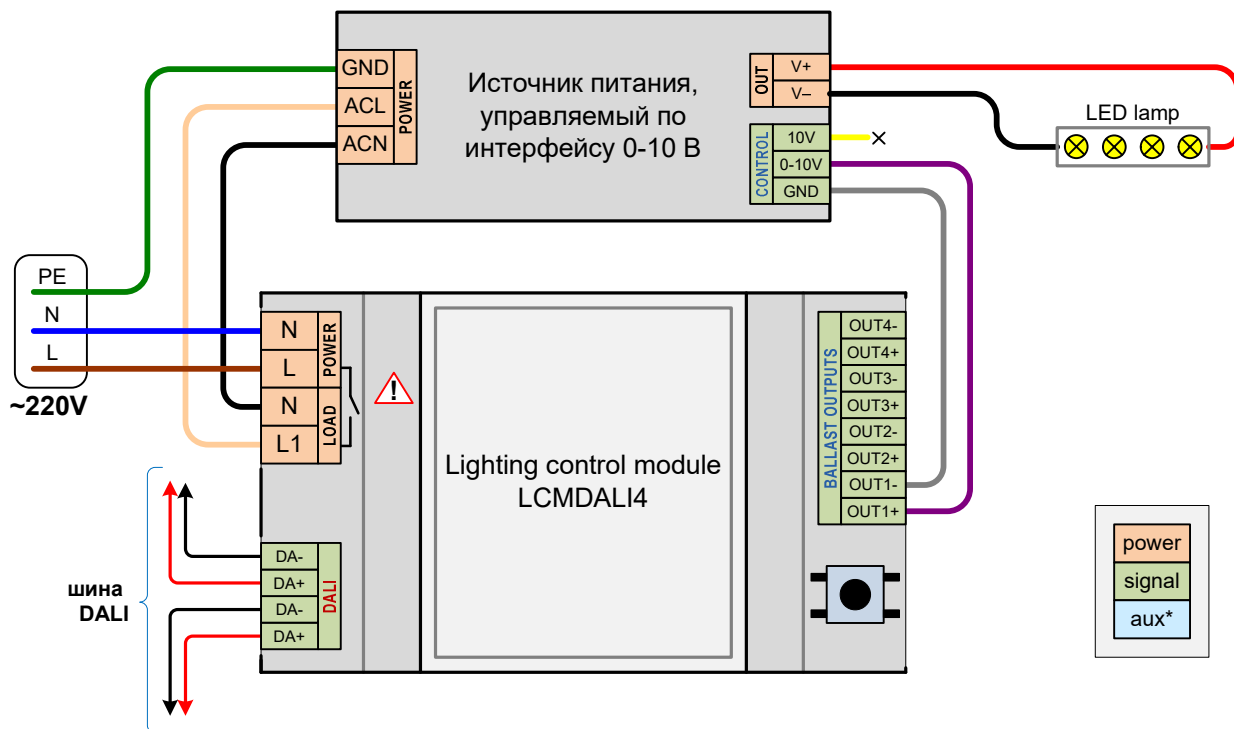 GND
ACL
ACN
POWER
Источник питания,
управляемый по
интерфейсу 0-10 В
OUT
V+
V–
CONTROL
10V
0-10V
GND
LED lamp
PE
N
L
~220V
N
L
N
L1
POWER
LOAD
!
Lighting control module
LCMDALI4
BALLAST OUTPUTS
OUT4-
OUT4+
OUT3-
OUT3+
OUT2-
OUT2+
OUT1-
OUT1+
шина
DALI
DA-
DA+
DA-
DA+
DALI
power
signal
aux*